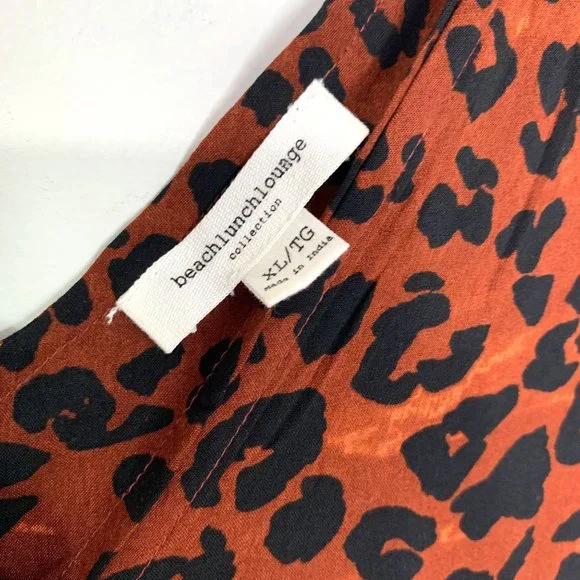 beachlunchlounge
collection
XL/TG
Made in India